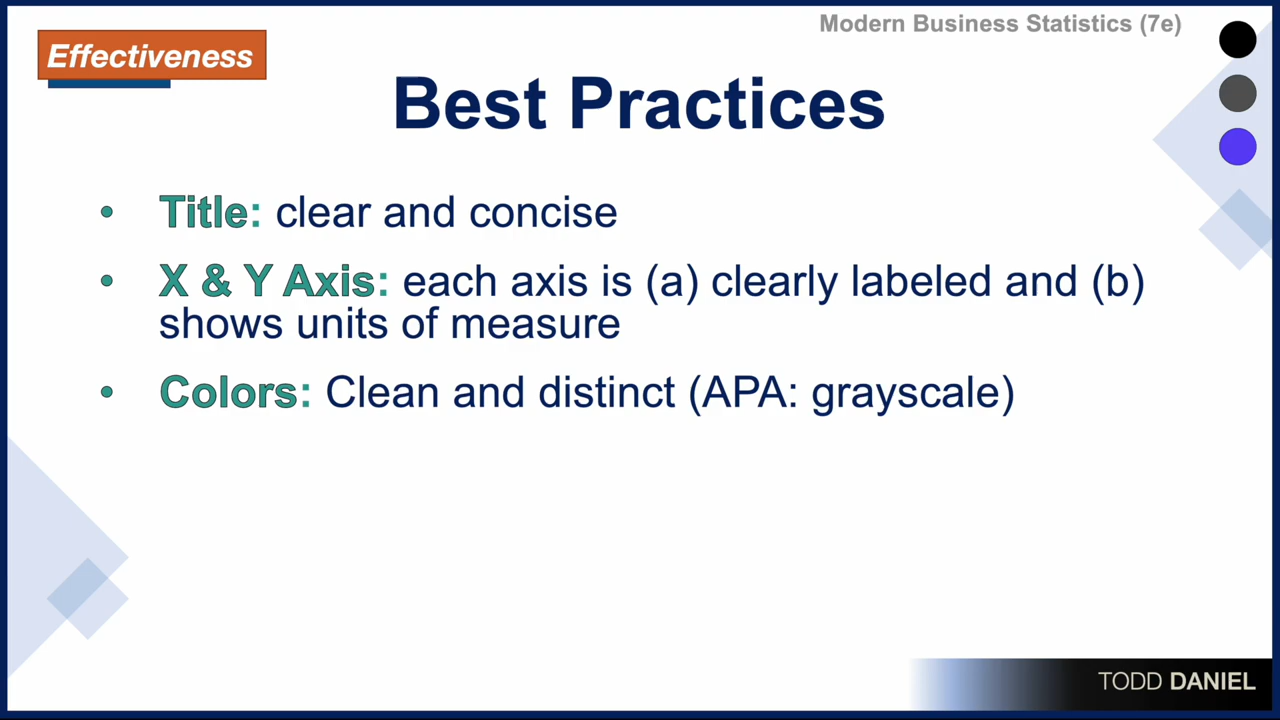 Modern Business Statistics (7e)
Effectiveness
Best Practices
• Title: clear and concise
• X & Y Axis: each axis is (a) clearly labeled and (b)
shows units of measure
• Colors: Clean and distinct (APA: grayscale)
TODD DANIEL